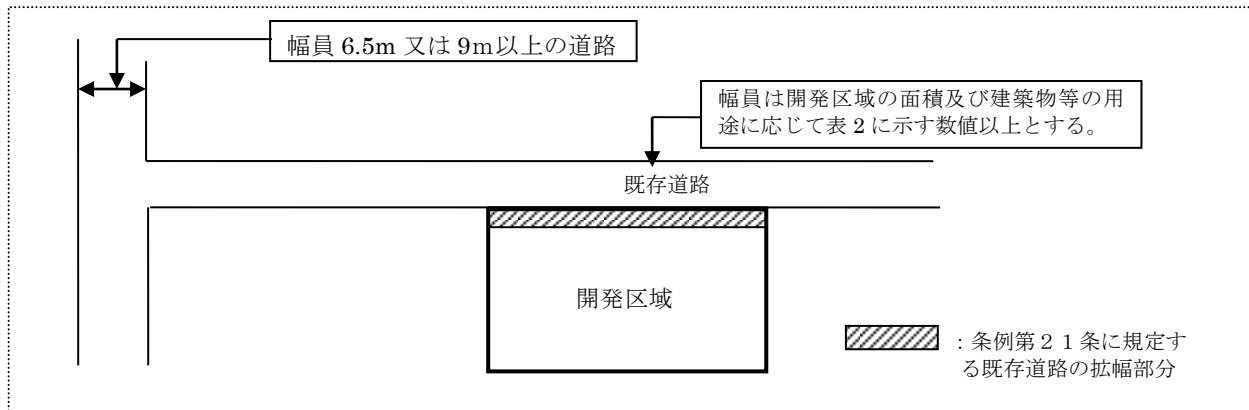 幅員 6.5m 又は 9m以上の道路
幅員は開発区域の面積及び建築物等の用
途に応じて表 2 に示す数値以上とする。
既存道路
開発区域
：条例第２１条に規定す
る既存道路の拡幅部分